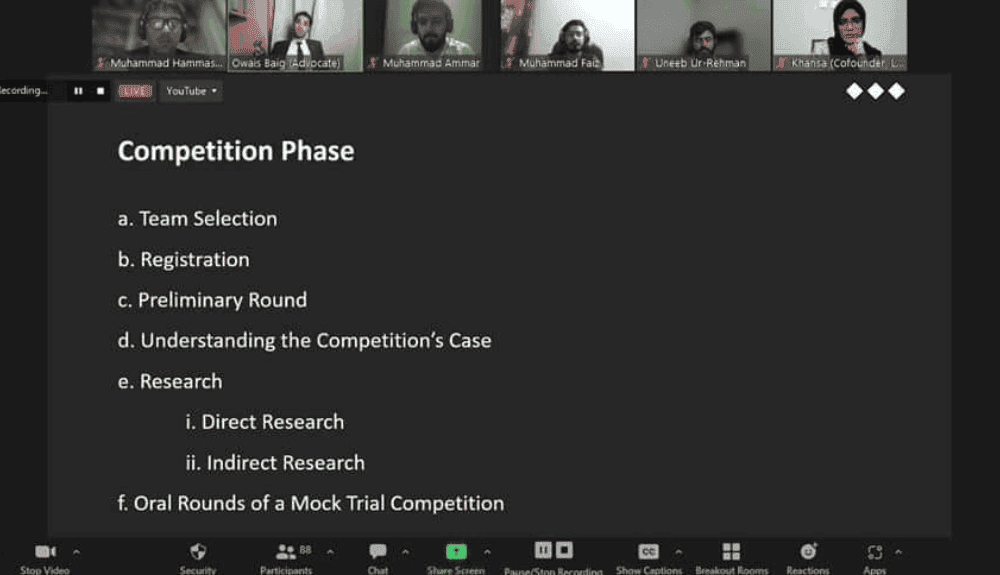 Muhammad Hammas...
Owais Baig (Advocate)
Muhammad Ammar
Muhammad Faiz
Uneeb Ur-Rehman
Khansa (Cofounder, L...
ecording...
LIVE
YouTube
Competition Phase
a. Team Selection
b. Registration
c. Preliminary Round
d. Understanding the Competition’s Case
e. Research
i. Direct Research
ii. Indirect Research
f. Oral Rounds of a Mock Trial Competition
88
CC
Stop Video
Security
Participants
Chat
Share Screen
Pause/Stop Recording
Show Captions
Breakout Rooms
Reactions
Apps